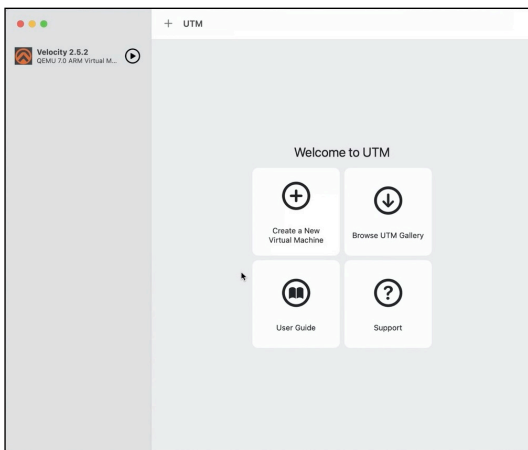 UTM
Velocity 2.5.2
QEMU 7.0 ARM Virtual M...
Welcome to UTM
Create a New
Virtual Machine
Browse UTM Gallery
User Guide
Support